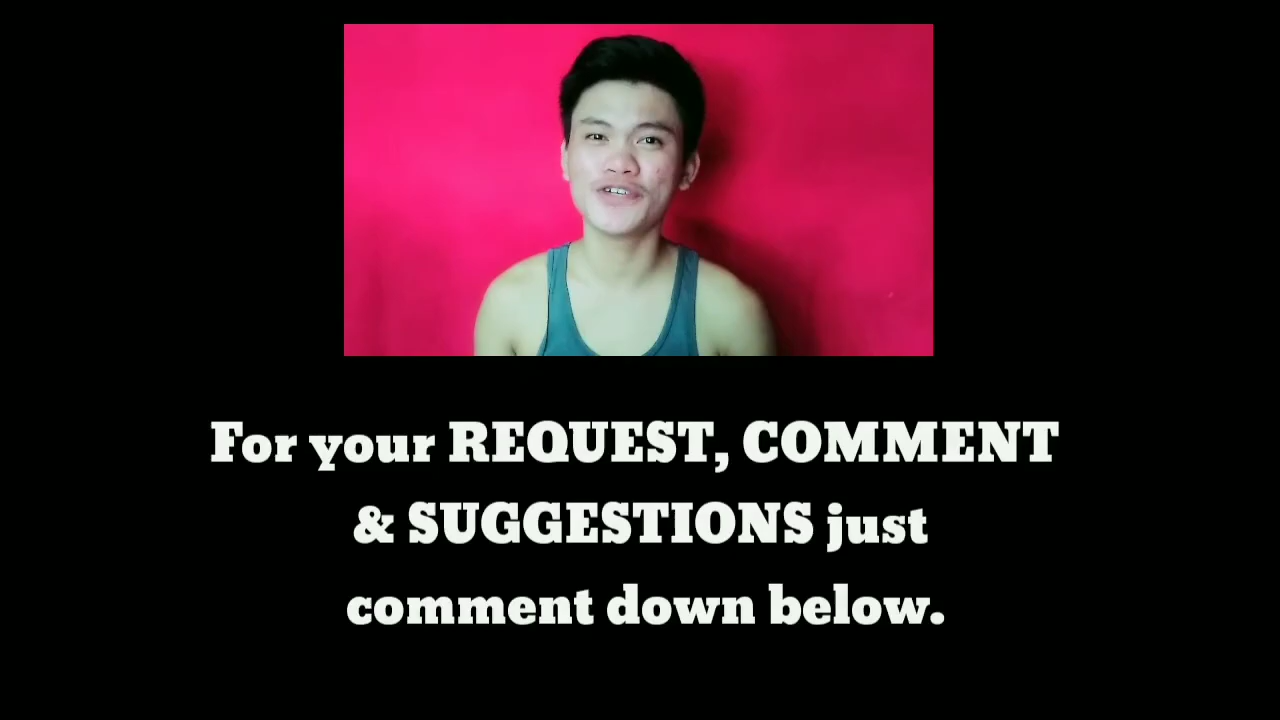 For your REQUEST, COMMENT
& SUGGESTIONS just
comment down below.